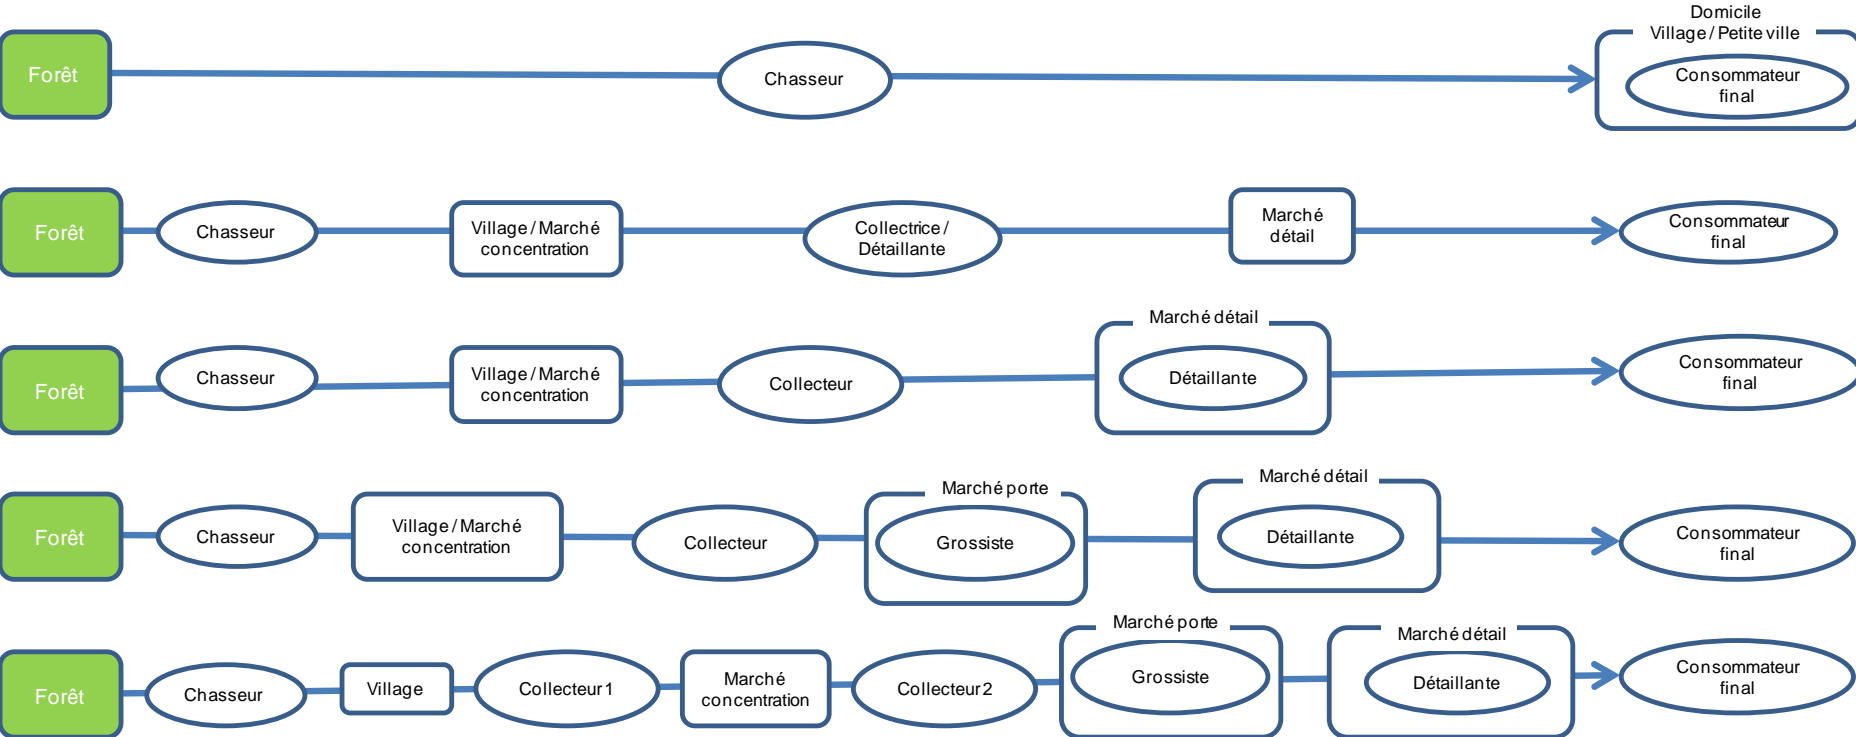 Domicile
Village / Petite ville
Forêt
Chasseur
Consommateur
final
Forêt
Chasseur
Village / Marché
concentration
Collectrice /
Détaillante
Marché
détail
Consommateur
final
Marché détail
Forêt
Chasseur
Village / Marché
concentration
Collecteur
Détaillante
Consommateur
final
Marché porte
Marché détail
Forêt
Chasseur
Village / Marché
concentration
Collecteur
Grossiste
Détaillante
Consommateur
final
Marché porte
Marché détail
Forêt
Chasseur
Village
Collecteur 1
Marché
concentration
Collecteur 2
Grossiste
Détaillante
Consommateur
final